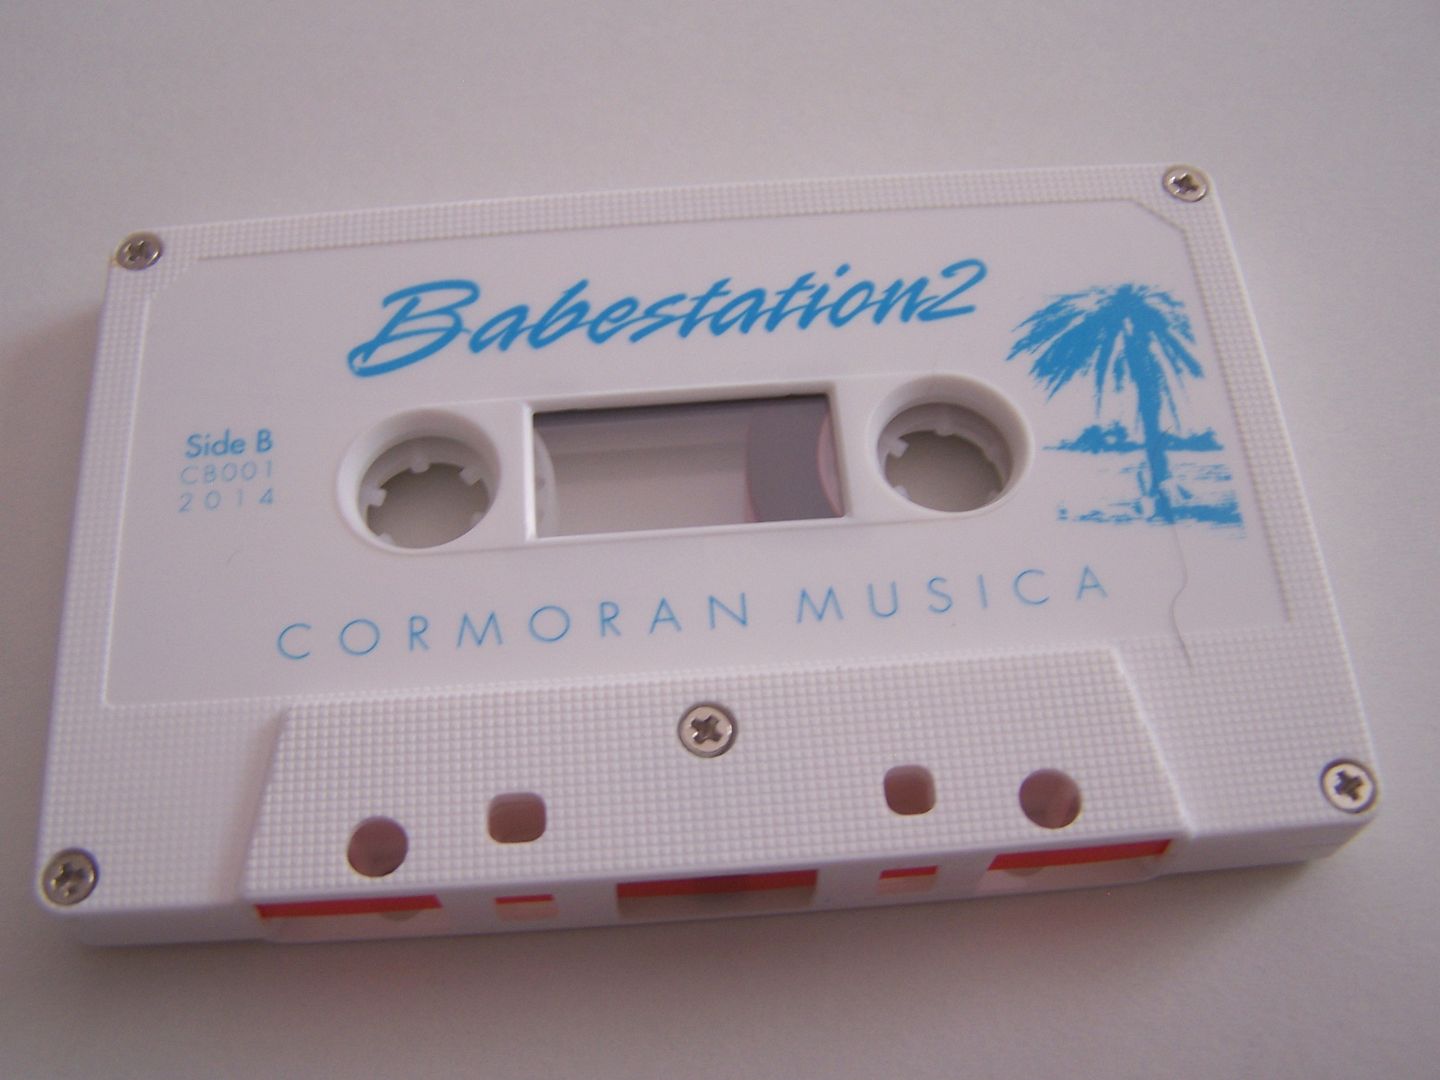 Babestation2
Side B
CB001
2014
CORMORAN MUSICA